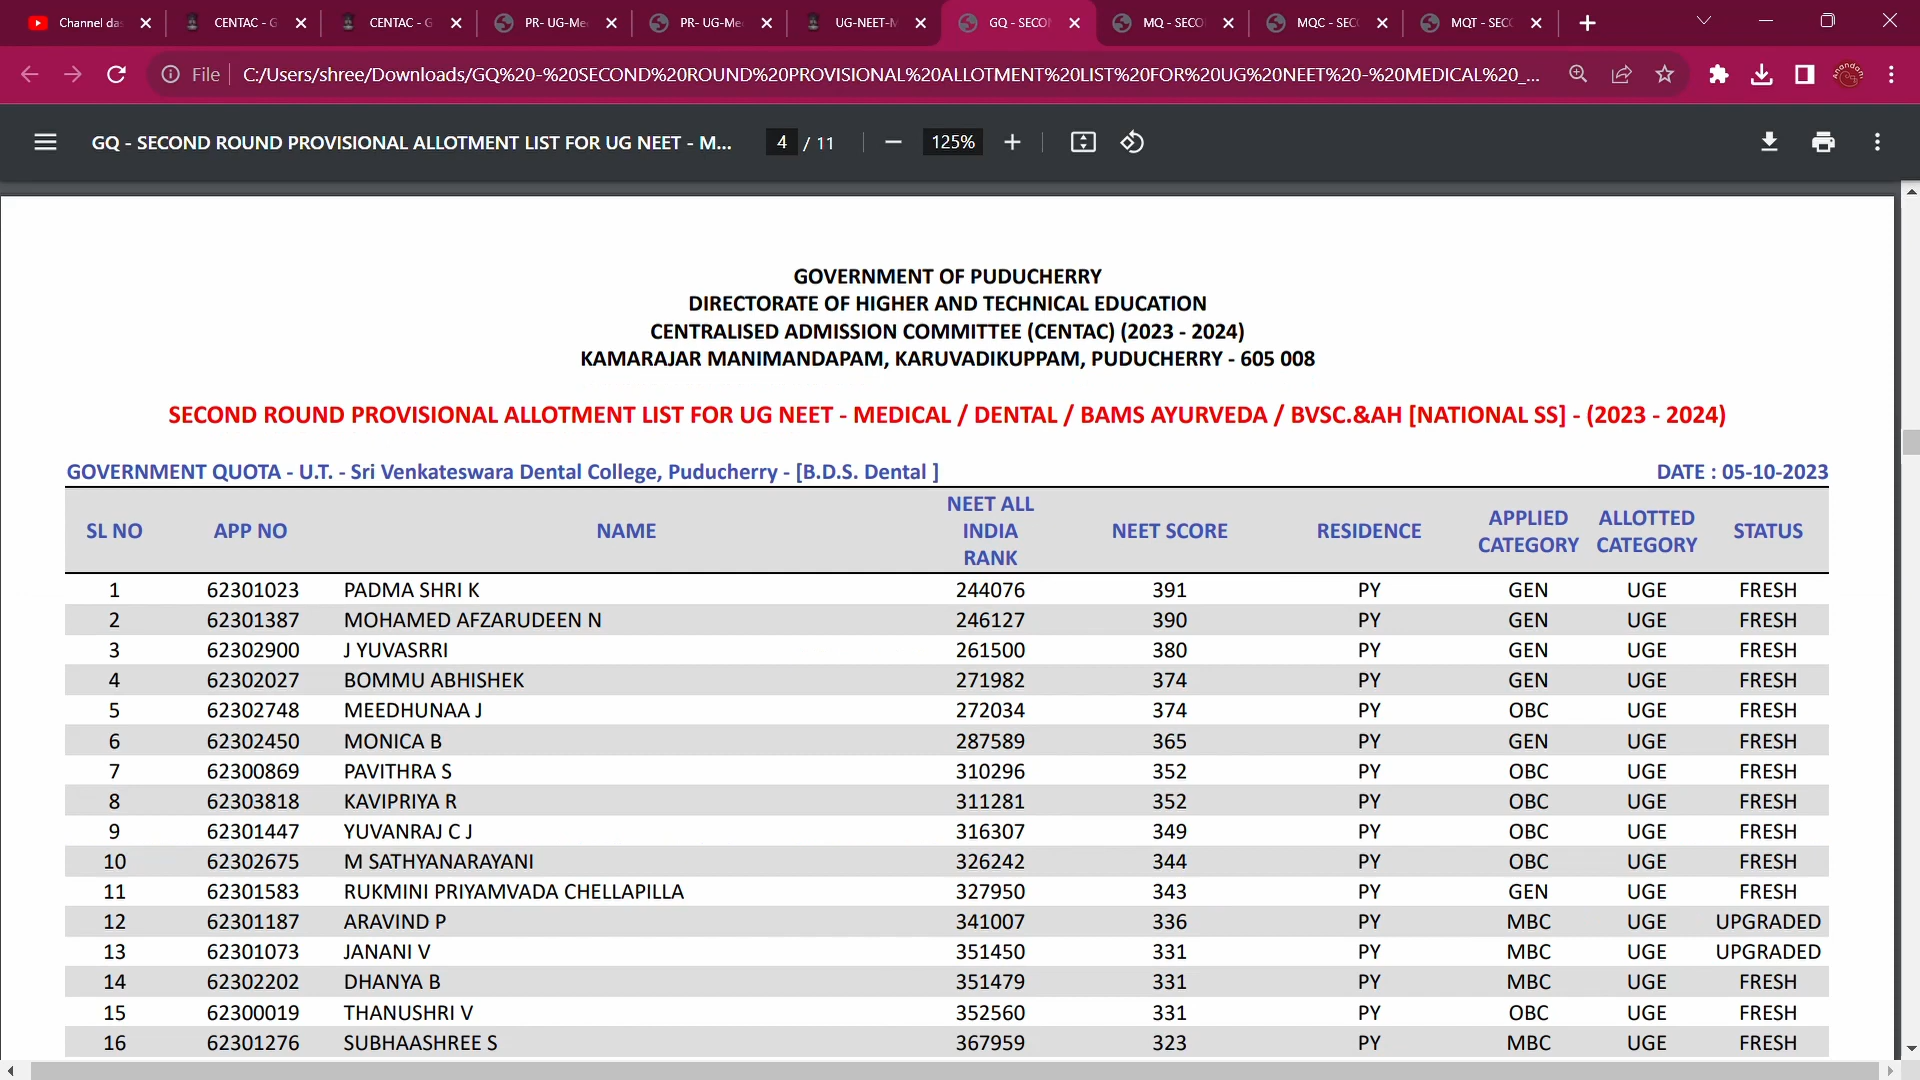 Channel da
CENTAC - G
CENTAC - G
PR- UG-Me
PR- UG-Me
UG-NEET-M
GQ - SECO
MQ - SECO
MQC - SEC
MQT - SEC
File
C:/Users/shree/Downloads/GQ%20-%20SECOND%20ROUND%20PROVISIONAL%20ALLOTMENT%20LIST%20FOR%20UG%20NEET%20-%20MEDICAL%20_...
GQ - SECOND ROUND PROVISIONAL ALLOTMENT LIST FOR UG NEET - M... 4 / 11 125%
GOVERNMENT OF PUDUCHERRY
DIRECTORATE OF HIGHER AND TECHNICAL EDUCATION
CENTRALISED ADMISSION COMMITTEE (CENTAC) (2023 - 2024)
KAMARAJAR MANIMANDAPAM, KARUVADIKUPPAM, PUDUCHERRY - 605 008
SECOND ROUND PROVISIONAL ALLOTMENT LIST FOR UG NEET - MEDICAL / DENTAL / BAMS AYURVEDA / BVSC.&AH [NATIONAL SS] - (2023 - 2024)
GOVERNMENT QUOTA - U.T. - Sri Venkateswara Dental College, Puducherry - [B.D.S. Dental ] DATE : 05-10-2023
SL NO APP NO NAME NEET ALL INDIA RANK NEET SCORE RESIDENCE APPLIED CATEGORY ALLOTTED CATEGORY STATUS
1 62301023 PADMA SHRI K 244076 391 PY GEN UGE FRESH
2 62301387 MOHAMED AFZARUDEEN N 246127 390 PY GEN UGE FRESH
3 62302900 J YUVASRRI 261500 380 PY GEN UGE FRESH
4 62302027 BOMMU ABHISHEK 271982 374 PY GEN UGE FRESH
5 62302748 MEEDHUNAA J 272034 374 PY OBC UGE FRESH
6 62302450 MONICA B 287589 365 PY GEN UGE FRESH
7 62300869 PAVITHRA S 310296 352 PY OBC UGE FRESH
8 62303818 KAVIPRIYA R 311281 352 PY OBC UGE FRESH
9 62301447 YUVANRAJ C J 316307 349 PY OBC UGE FRESH
10 62302675 M SATHYANARAYANI 326242 344 PY OBC UGE FRESH
11 62301583 RUKMINI PRIYAMVADA CHELLAPILLA 327950 343 PY GEN UGE FRESH
12 62301187 ARAVIND P 341007 336 PY MBC UGE UPGRADED
13 62301073 JANANI V 351450 331 PY MBC UGE UPGRADED
14 62302202 DHANYA B 351479 331 PY MBC UGE FRESH
15 62300019 THANUSHRI V 352560 331 PY OBC UGE FRESH
16 62301276 SUBHAASHREE S 367959 323 PY MBC UGE FRESH